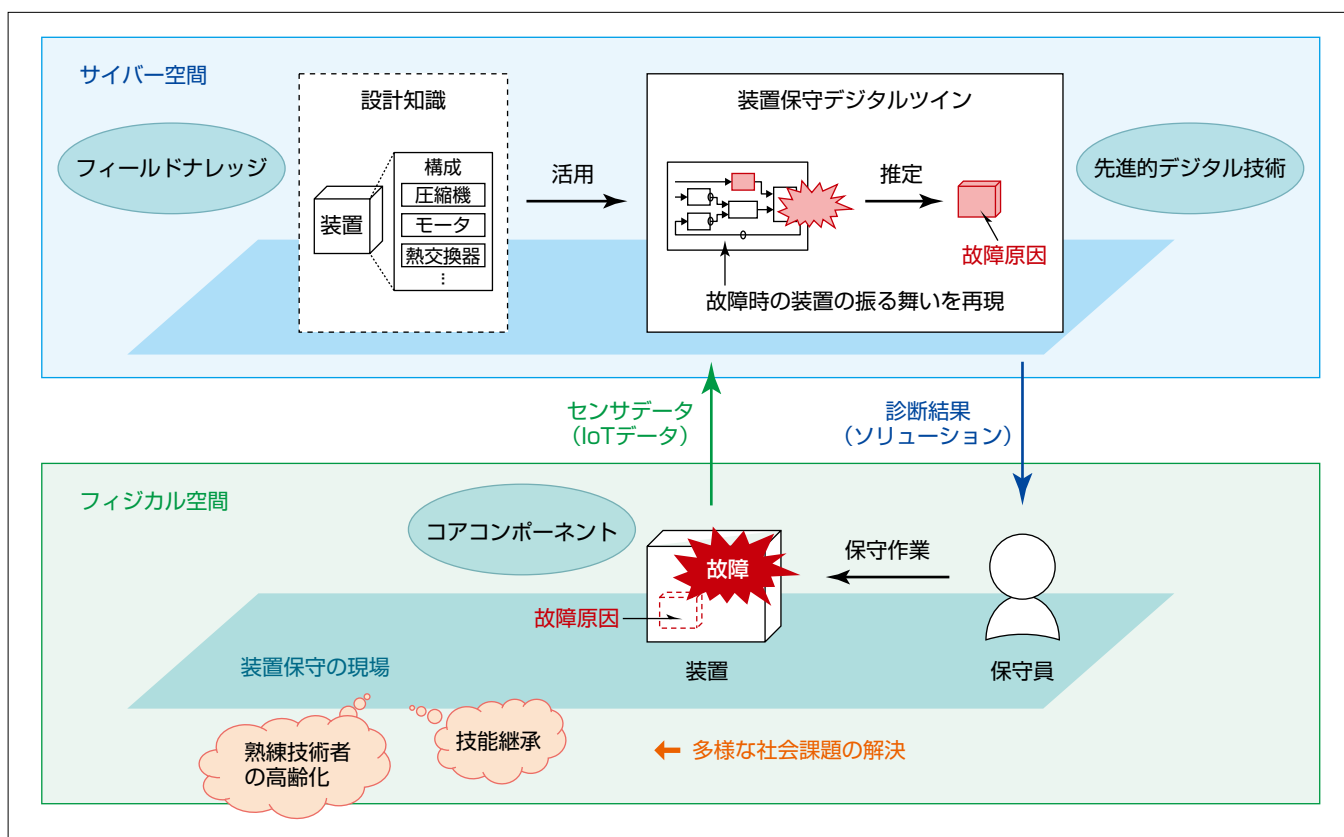 サイバー空間
設計知識
装置保守デジタルツイン
フィールドナレッジ
先進的デジタル技術
構成
圧縮機
モータ
熱交換器
⋮
装置
活用
推定
故障原因
故障時の装置の振る舞いを再現
センサデータ
（IoTデータ）
診断結果
（ソリューション）
フィジカル空間
コアコンポーネント
故障
保守作業
故障原因
装置
保守員
装置保守の現場
熟練技術者
の高齢化
技能継承
多様な社会課題の解決